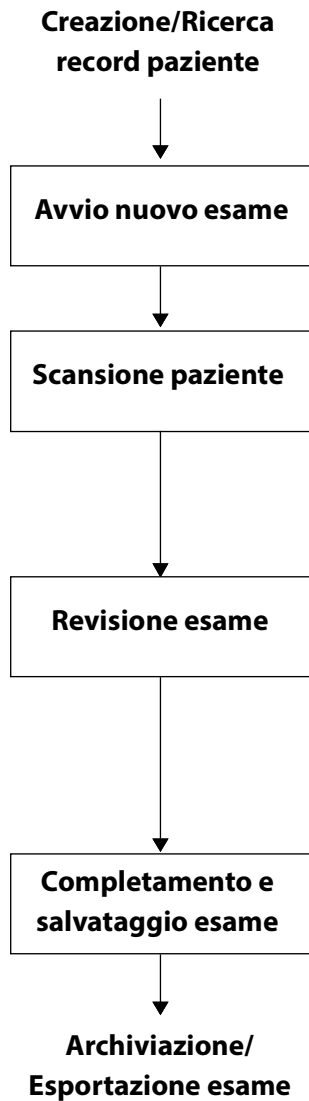 Creazione/Ricerca
record paziente
Avvio nuovo esame
Scansione paziente
Revisione esame
Completamento e
salvataggio esame
Archiviazione/
Esportazione esame